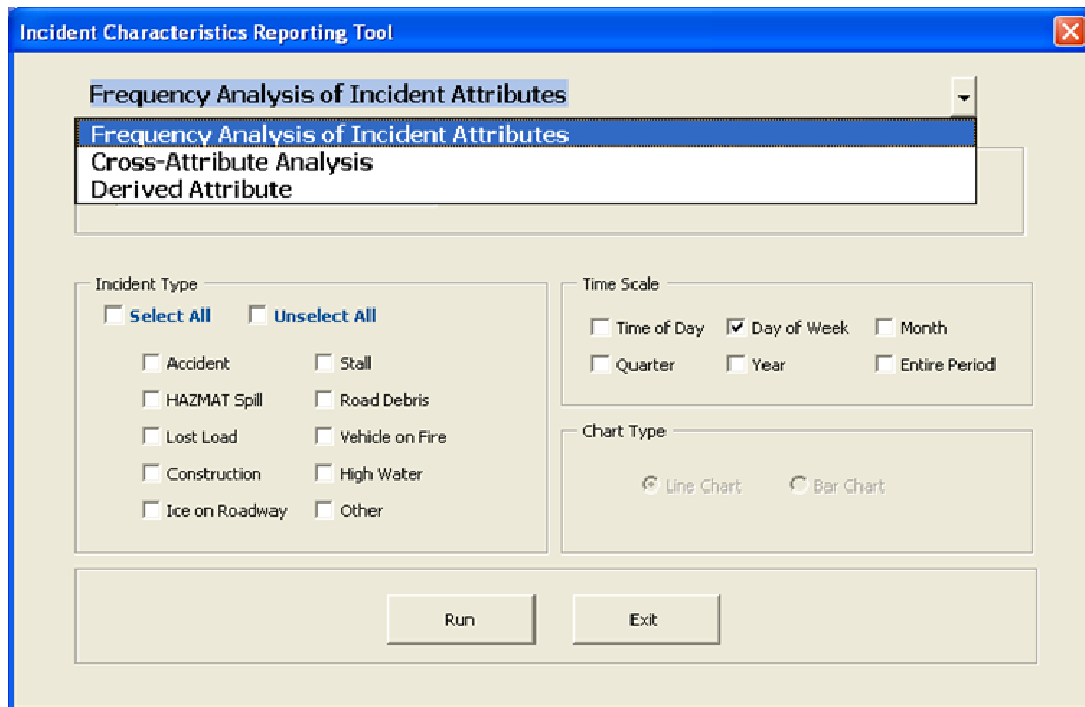 Incident Characteristics Reporting Tool
Frequency Analysis of Incident Attributes
Frequency Analysis of Incident Attributes
Cross-Attribute Analysis
Derived Attribute
Incident Type
Select All Unselect All
Accident Stall
HAZMAT Spill Road Debris
Lost Load Vehicle on Fire
Construction High Water
Ice on Roadway Other
Time Scale
Time of Day Day of Week Month
Quarter Year Entire Period
Chart Type
Line Chart Bar Chart
Run Exit